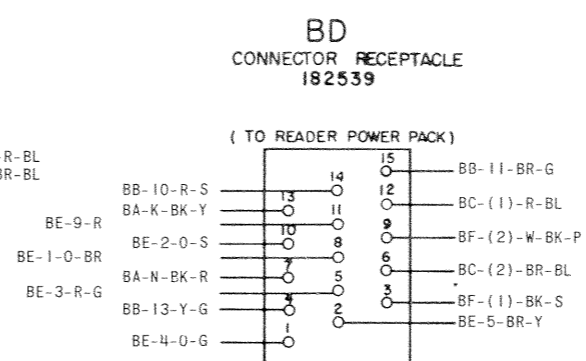 BD
CONNECTOR RECEPTACLE
182539
( TO READER POWER PACK )
-R-BL
BR-BL
15
BB-11-BR-G
14
BB-10-R-S
13
BA-K-BK-Y
12
BC-(1)-R-BL
11
BE-9-R
10
BE-2-O-S
9
BF-(2)-W-BK-P
8
BE-1-O-BR
7
BA-N-BK-R
6
BC-(2)-BR-BL
5
BE-3-R-G
4
BB-13-Y-G
3
BF-(1)-BK-S
2
BE-5-BR-Y
1
BE-4-O-G